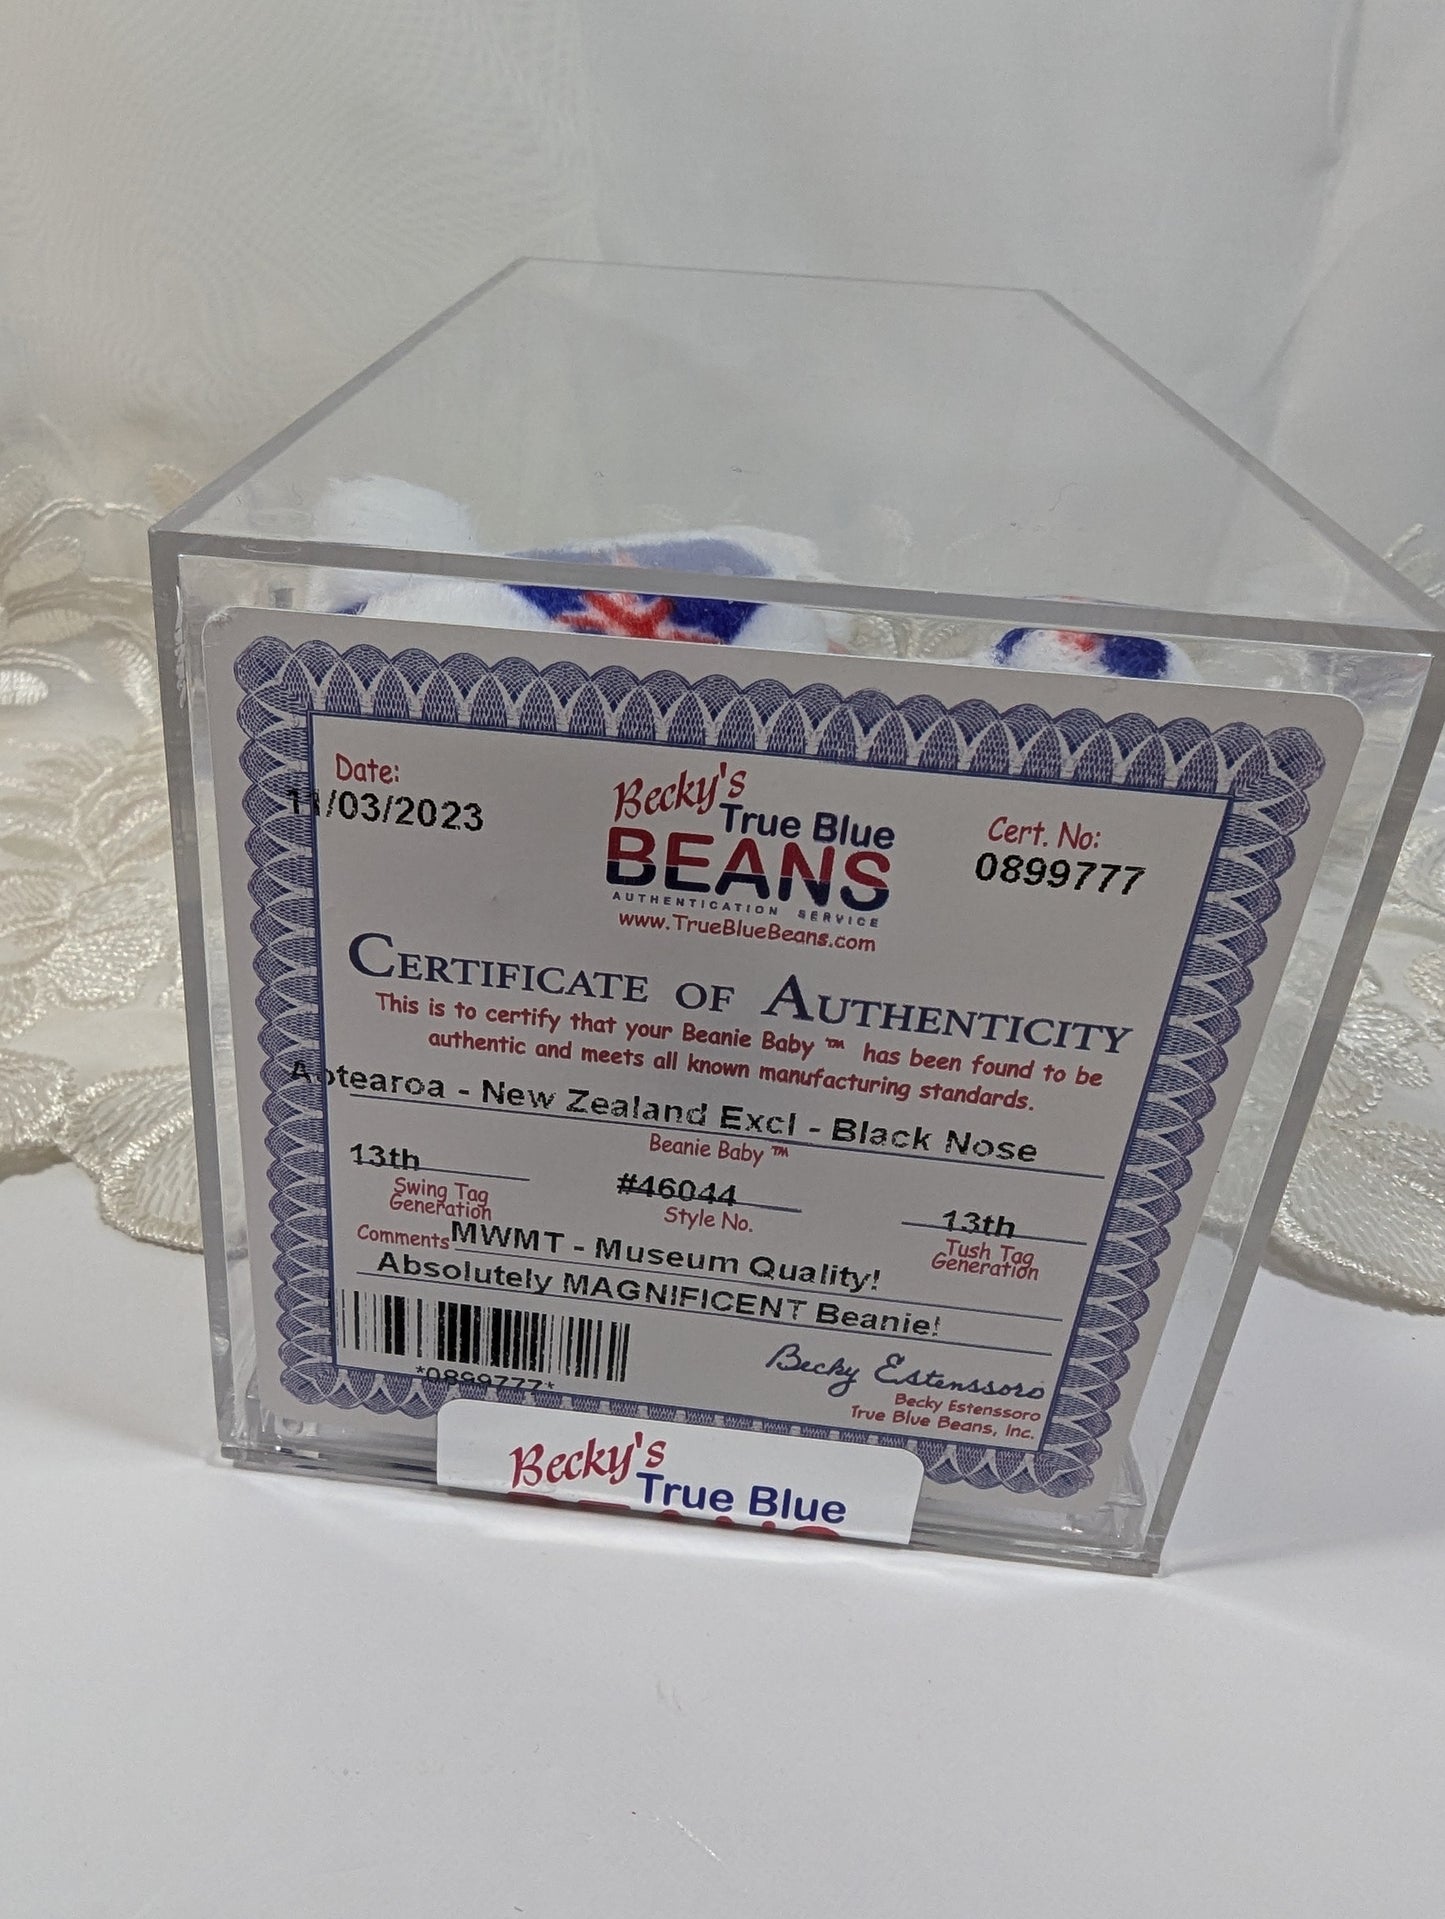 Date:
11/03/2023
Becky's
True Blue
BEANS
AUTHENTICATION SERVICE
www.TrueBlueBeans.com
Cert. No:
0899777
CERTIFICATE OF AUTHENTICITY
This is to certify that your Beanie Baby ™ has been found to be
authentic and meets all known manufacturing standards.
Aotearoa - New Zealand Excl - Black Nose
Beanie Baby ™
13th
Swing Tag
Generation
#46044
Style No.
13th
Tush Tag
Generation
Comments MWMT - Museum Quality!
Absolutely MAGNIFICENT Beanie!
*0899777*
Becky Estenssoro
Becky Estenssoro
True Blue Beans, Inc.
Becky's
True Blue